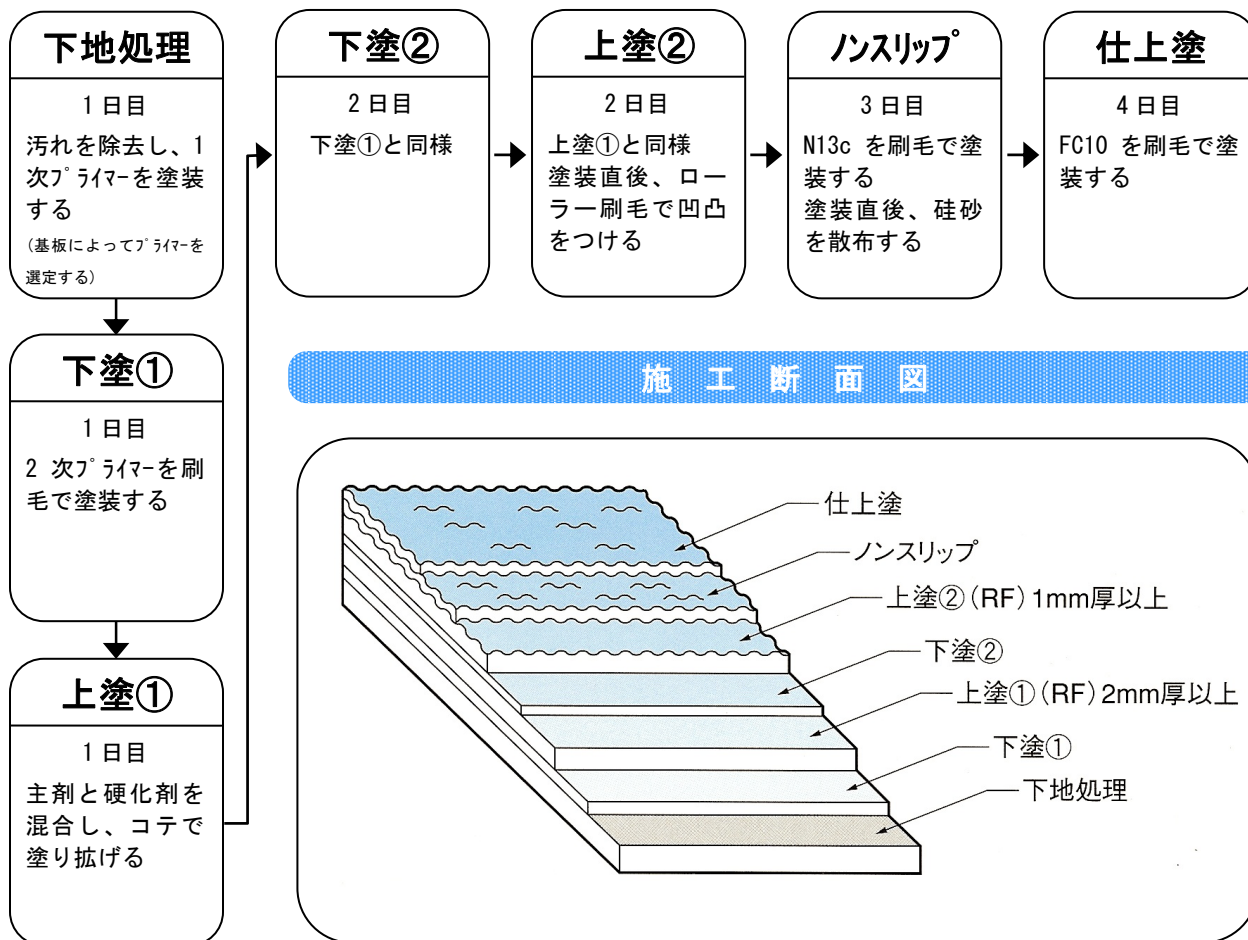 下地処理
1日目
汚れを除去し、1
次プライマーを塗装
する
(基板によってプライマーを
選定する)
下塗①
1日目
2 次プライマーを刷
毛で塗装する
上塗①
1日目
主剤と硬化剤を
混合し、コテで
塗り拡げる
下塗②
2日目
下塗①と同様
上塗②
2日目
上塗①と同様
塗装直後、ロー
ラー刷毛で凹凸
をつける
ノンスリップ
3日目
N13c を刷毛で塗
装する
塗装直後、硅砂
を散布する
仕上塗
4日目
FC10 を刷毛で塗
装する
施工断面図
仕上塗
ノンスリップ
上塗②(RF)1mm厚以上
下塗②
上塗①(RF)2mm厚以上
下塗①
下地処理